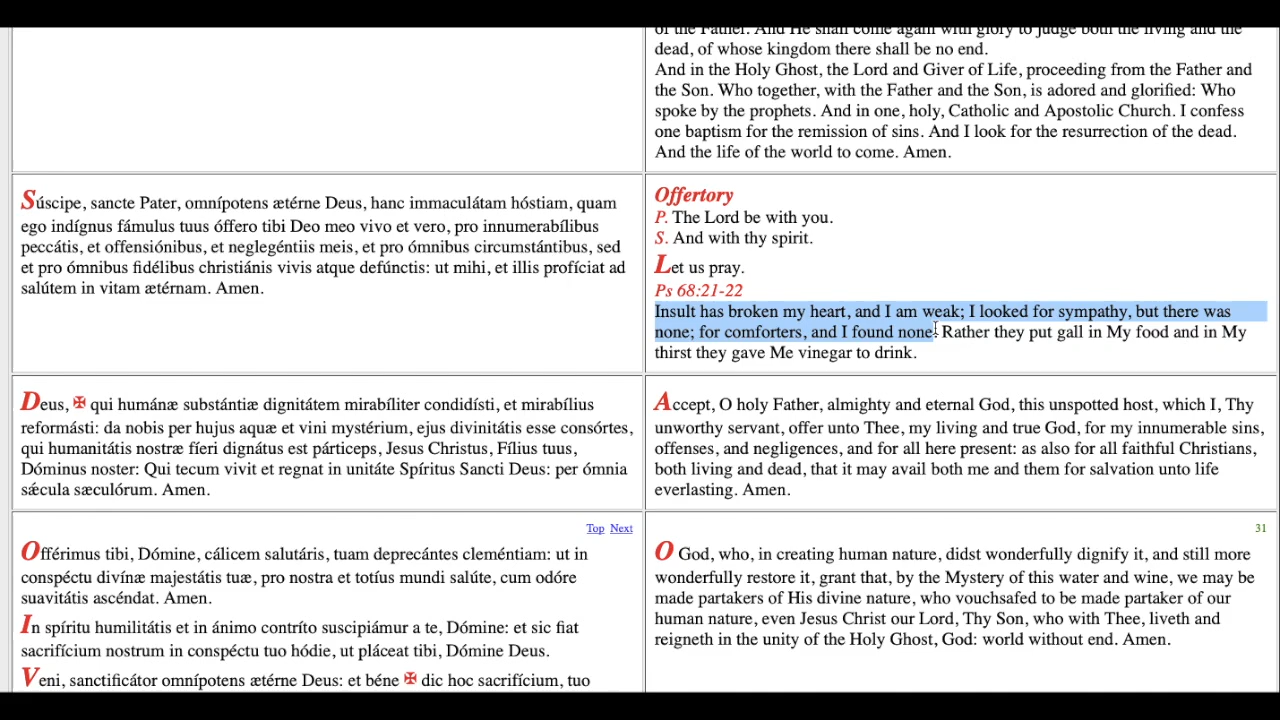 of the Father. And He shall come again with glory to judge both the living and the
dead, of whose kingdom there shall be no end.
And in the Holy Ghost, the Lord and Giver of Life, proceeding from the Father and
the Son. Who together, with the Father and the Son, is adored and glorified: Who
spoke by the prophets. And in one, holy, Catholic and Apostolic Church. I confess
one baptism for the remission of sins. And I look for the resurrection of the dead.
And the life of the world to come. Amen.
Súscipe, sancte Pater, omnípotens ætérne Deus, hanc immaculátam hóstiam, quam
ego indígnus fámulus tuus óffero tibi Deo meo vivo et vero, pro innumerabílibus
peccátis, et offensiónibus, et neglegéntiis meis, et pro ómnibus circumstántibus, sed
et pro ómnibus fidélibus christiánis vivis atque defúnctis: ut mihi, et illis profíciat ad
salútem in vitam ætérnam. Amen.
Offertory
P. The Lord be with you.
S. And with thy spirit.
Let us pray.
Ps 68:21-22
Insult has broken my heart, and I am weak; I looked for sympathy, but there was
none; for comforters, and I found none. Rather they put gall in My food and in My
thirst they gave Me vinegar to drink.
Deus, ✠ qui humánæ substántiæ dignitátem mirabíliter condidísti, et mirabílius
reformásti: da nobis per hujus aquæ et vini mystérium, ejus divinitátis esse consórtes,
qui humanitátis nostræ fíeri dignátus est párticeps, Jesus Christus, Fílius tuus,
Dóminus noster: Qui tecum vivit et regnat in unitáte Spíritus Sancti Deus: per ómnia
sǽcula sæculórum. Amen.
Accept, O holy Father, almighty and eternal God, this unspotted host, which I, Thy
unworthy servant, offer unto Thee, my living and true God, for my innumerable sins,
offenses, and negligences, and for all here present: as also for all faithful Christians,
both living and dead, that it may avail both me and them for salvation unto life
everlasting. Amen.
Top Next
Offérimus tibi, Dómine, cálicem salutáris, tuam deprecántes cleméntiam: ut in
conspéctu divínæ majestátis tuæ, pro nostra et totíus mundi salúte, cum odóre
suavitátis ascéndat. Amen.
In spíritu humilitátis et in ánimo contríto suscipiámur a te, Dómine: et sic fiat
sacrifícium nostrum in conspéctu tuo hódie, ut pláceat tibi, Dómine Deus.
Veni, sanctificátor omnípotens ætérne Deus: et béne ✠ dic hoc sacrifícium, tuo
31
O God, who, in creating human nature, didst wonderfully dignify it, and still more
wonderfully restore it, grant that, by the Mystery of this water and wine, we may be
made partakers of His divine nature, who vouchsafed to be made partaker of our
human nature, even Jesus Christ our Lord, Thy Son, who with Thee, liveth and
reigneth in the unity of the Holy Ghost, God: world without end. Amen.